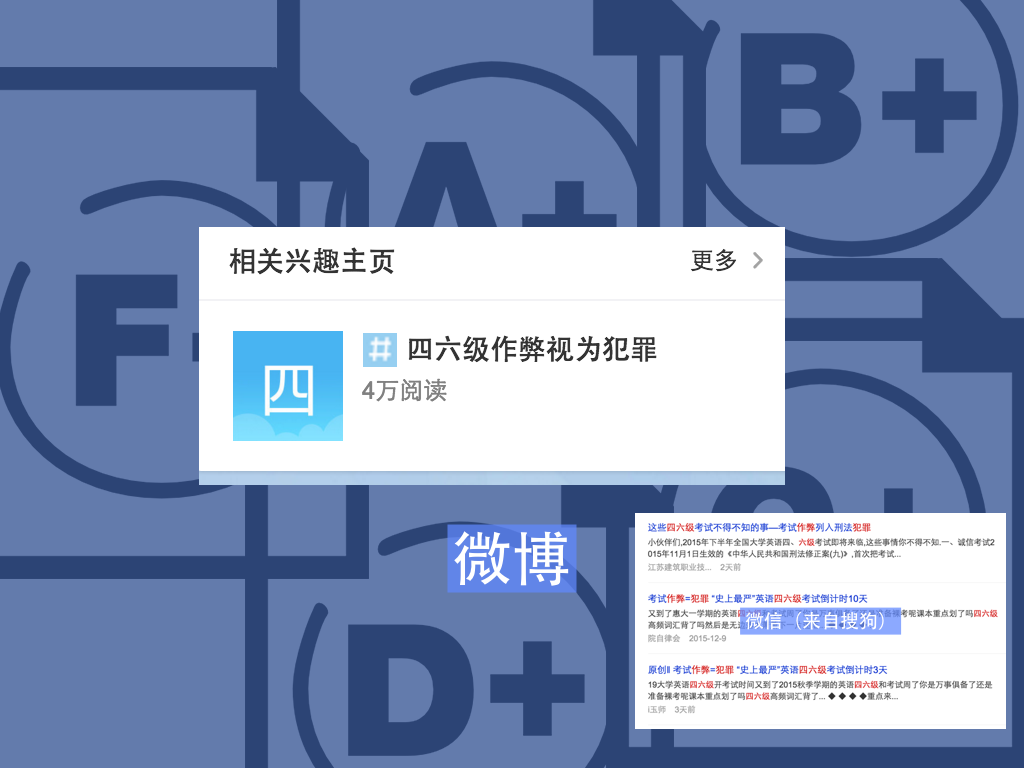 B+
A+
F
相关兴趣主页 更多
四 # 四六级作弊视为犯罪
4万阅读
微博
这些四六级考试不得不知的事—考试作弊列入刑法犯罪
小伙伴们,2015年下半年全国大学英语四、六级考试即将来临,这些事情你不得不知.一、诚信考试2
015年11月1日生效的《中华人民共和国刑法修正案(九)》,首次把考试...
江苏建筑职业技... 2天前
考试作弊=犯罪 "史上最严"英语四六级考试倒计时10天
又到了惠大一学期的英语 考呢课本重点划了吗四六级
微信（来自搜狗）
高频词汇背了吗然后是无
院自律会 2015-12-9
原创‖ 考试作弊=犯罪 "史上最严"英语四六级考试倒计时3天
19大学英语四六级开考试时间又到了2015秋季学期的英语四六级和考试周了你是万事俱备了还是
准备裸考呢课本重点划了吗四六级高频词汇背了... ◆ ◆ ◆ ◆重点来...
i玉师 3天前
D+